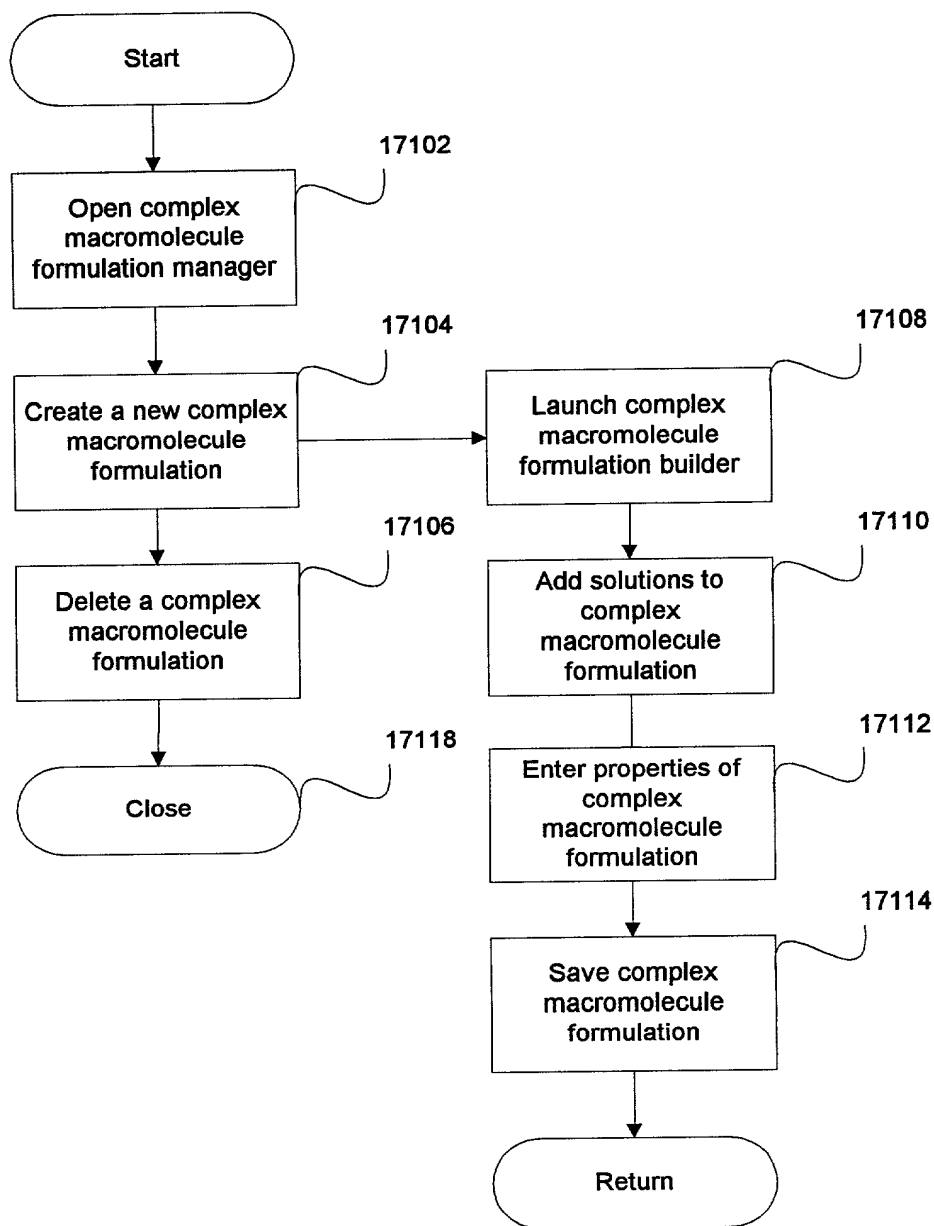 Start
17102
Open complex
macromolecule
formulation manager
17104
Create a new complex
macromolecule
formulation
17106
Delete a complex
macromolecule
formulation
17118
Close
17108
Launch complex
macromolecule
formulation builder
17110
Add solutions to
complex
macromolecule
formulation
17112
Enter properties of
complex
macromolecule
formulation
17114
Save complex
macromolecule
formulation
Return